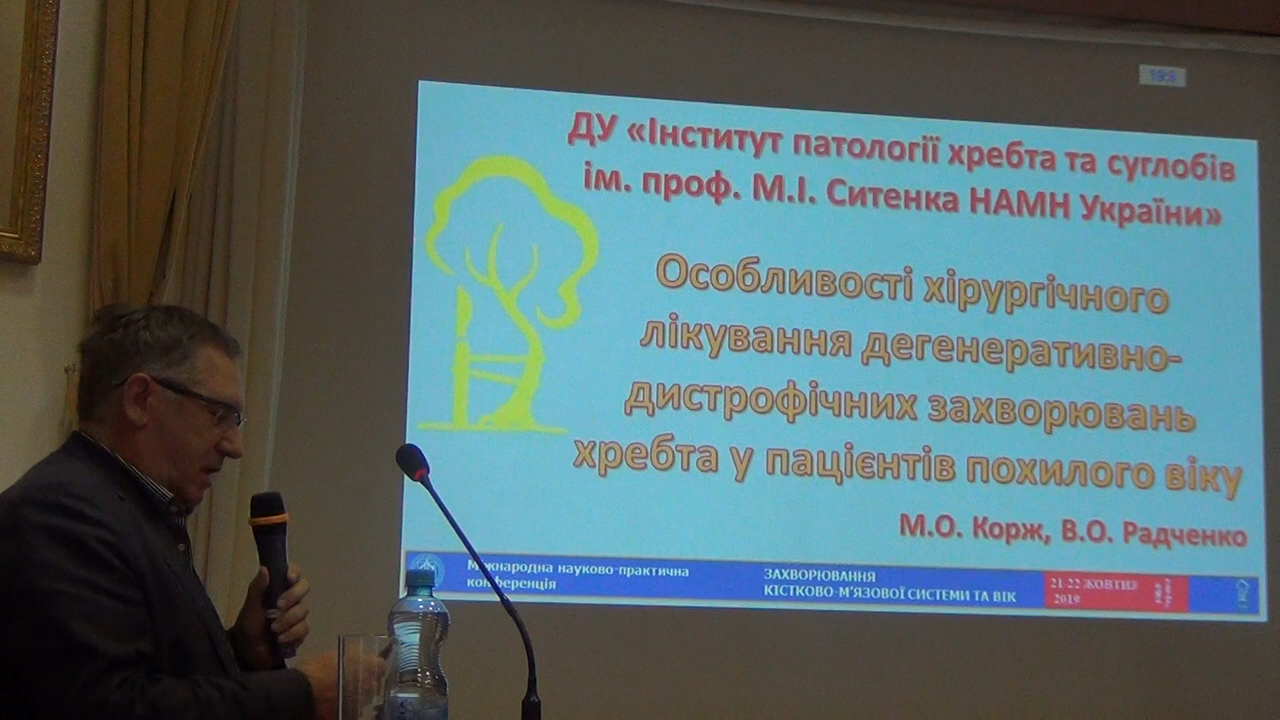 ДУ «Інститут патології хребта та суглобів
ім. проф. М.І. Ситенка НАМН України»
Особливості хірургічного
лікування дегенеративно-
дистрофічних захворювань
хребта у пацієнтів похилого віку
М.О. Корж, В.О. Радченко
Міжнародна науково-практична
конференція
ЗАХВОРЮВАННЯ
КІСТКОВО-М'ЯЗОВОЇ СИСТЕМИ ТА ВІК
21-22 ЖОВТНЯ
2019